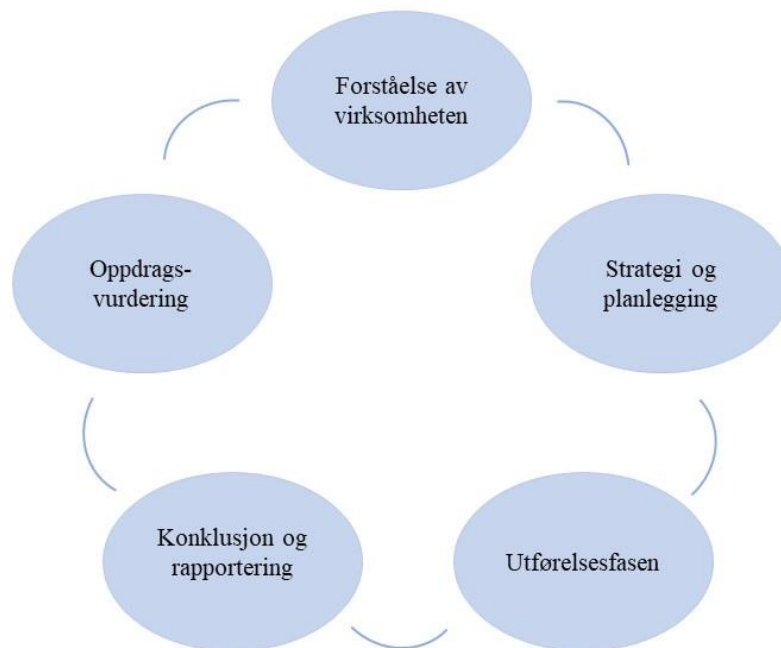 Forståelse av
virksomheten
Oppdrags-
vurdering
Strategi og
planlegging
Konklusjon og
rapportering
Utførelsesfasen